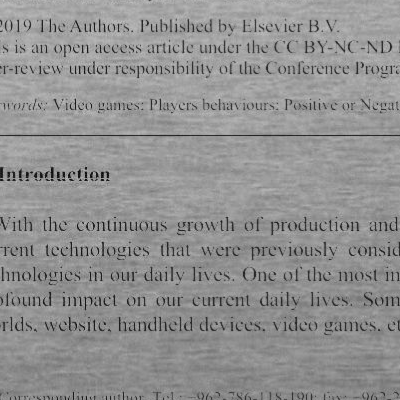 2019 The Authors. Published by Elsevier B.V.
s is an open access article under the CC BY-NC-ND
er-review under responsibility of the Conference Progra
words: Video games; Players behaviours; Positive or Negat
Introduction
With the continuous growth of production and
rrent technologies that were previously consid
hnologies in our daily lives. One of the most in
ofound impact on our current daily lives. Som
rlds, website, handheld devices, video games, et
Corresponding author. Tel.: +962-786-118-190; fax: +962-2